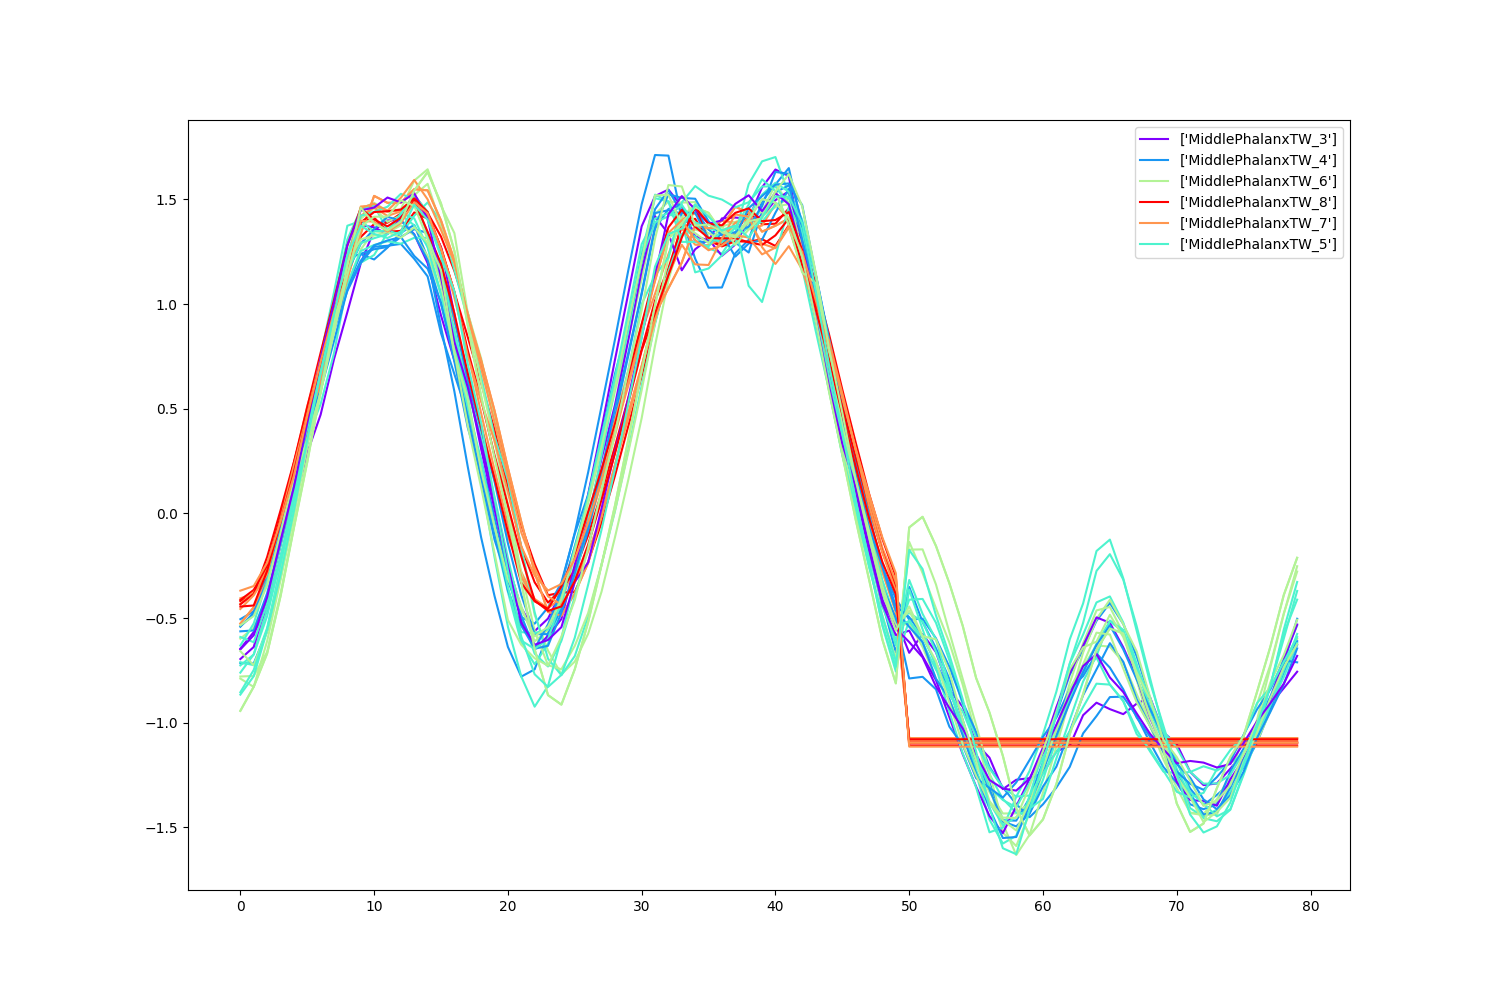 ['MiddlePhalanxTW_3']
['MiddlePhalanxTW_4']
['MiddlePhalanxTW_6']
['MiddlePhalanxTW_8']
['MiddlePhalanxTW_7']
['MiddlePhalanxTW_5']
1.5
1.0
0.5
0.0
−0.5
−1.0
−1.5
0 10 20 30 40 50 60 70 80